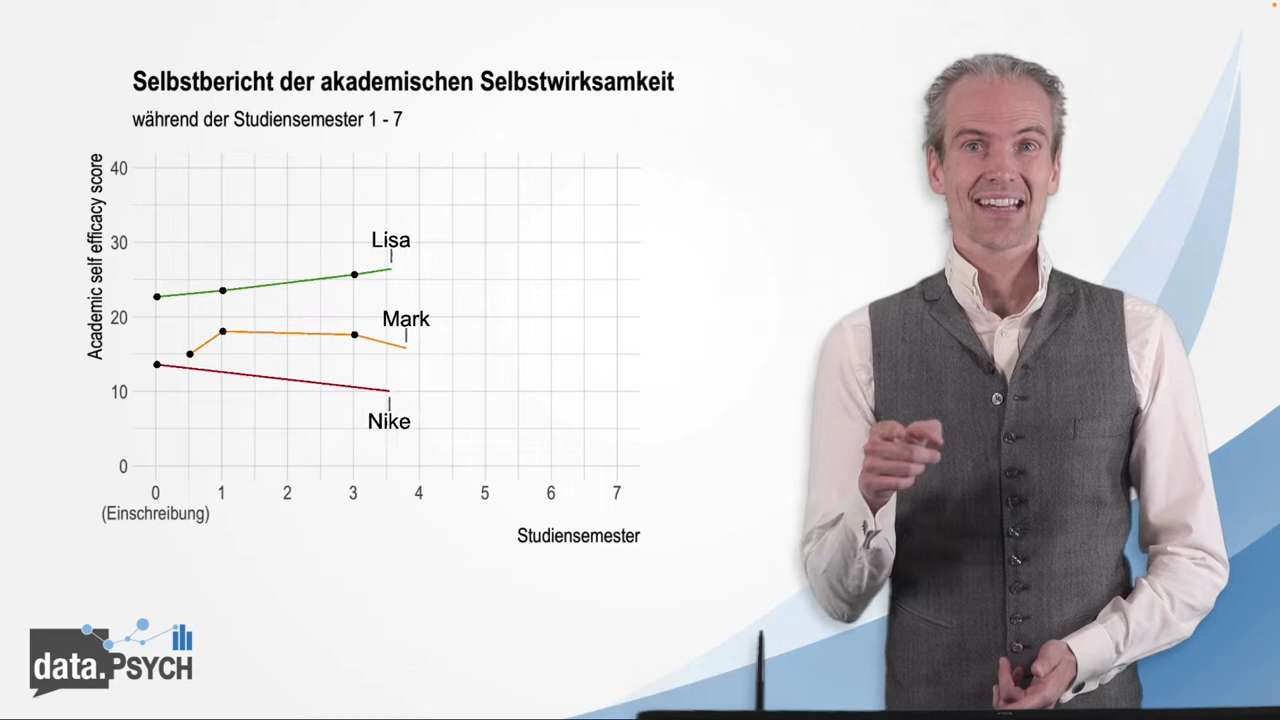 Selbstbericht der akademischen Selbstwirksamkeit
während der Studiensemester 1 - 7
Academic self efficacy score
40
30
20
10
0
Lisa
Mark
Nike
0 1 2 3 4 5 6 7
(Einschreibung)
Studiensemester
data.PSYCH